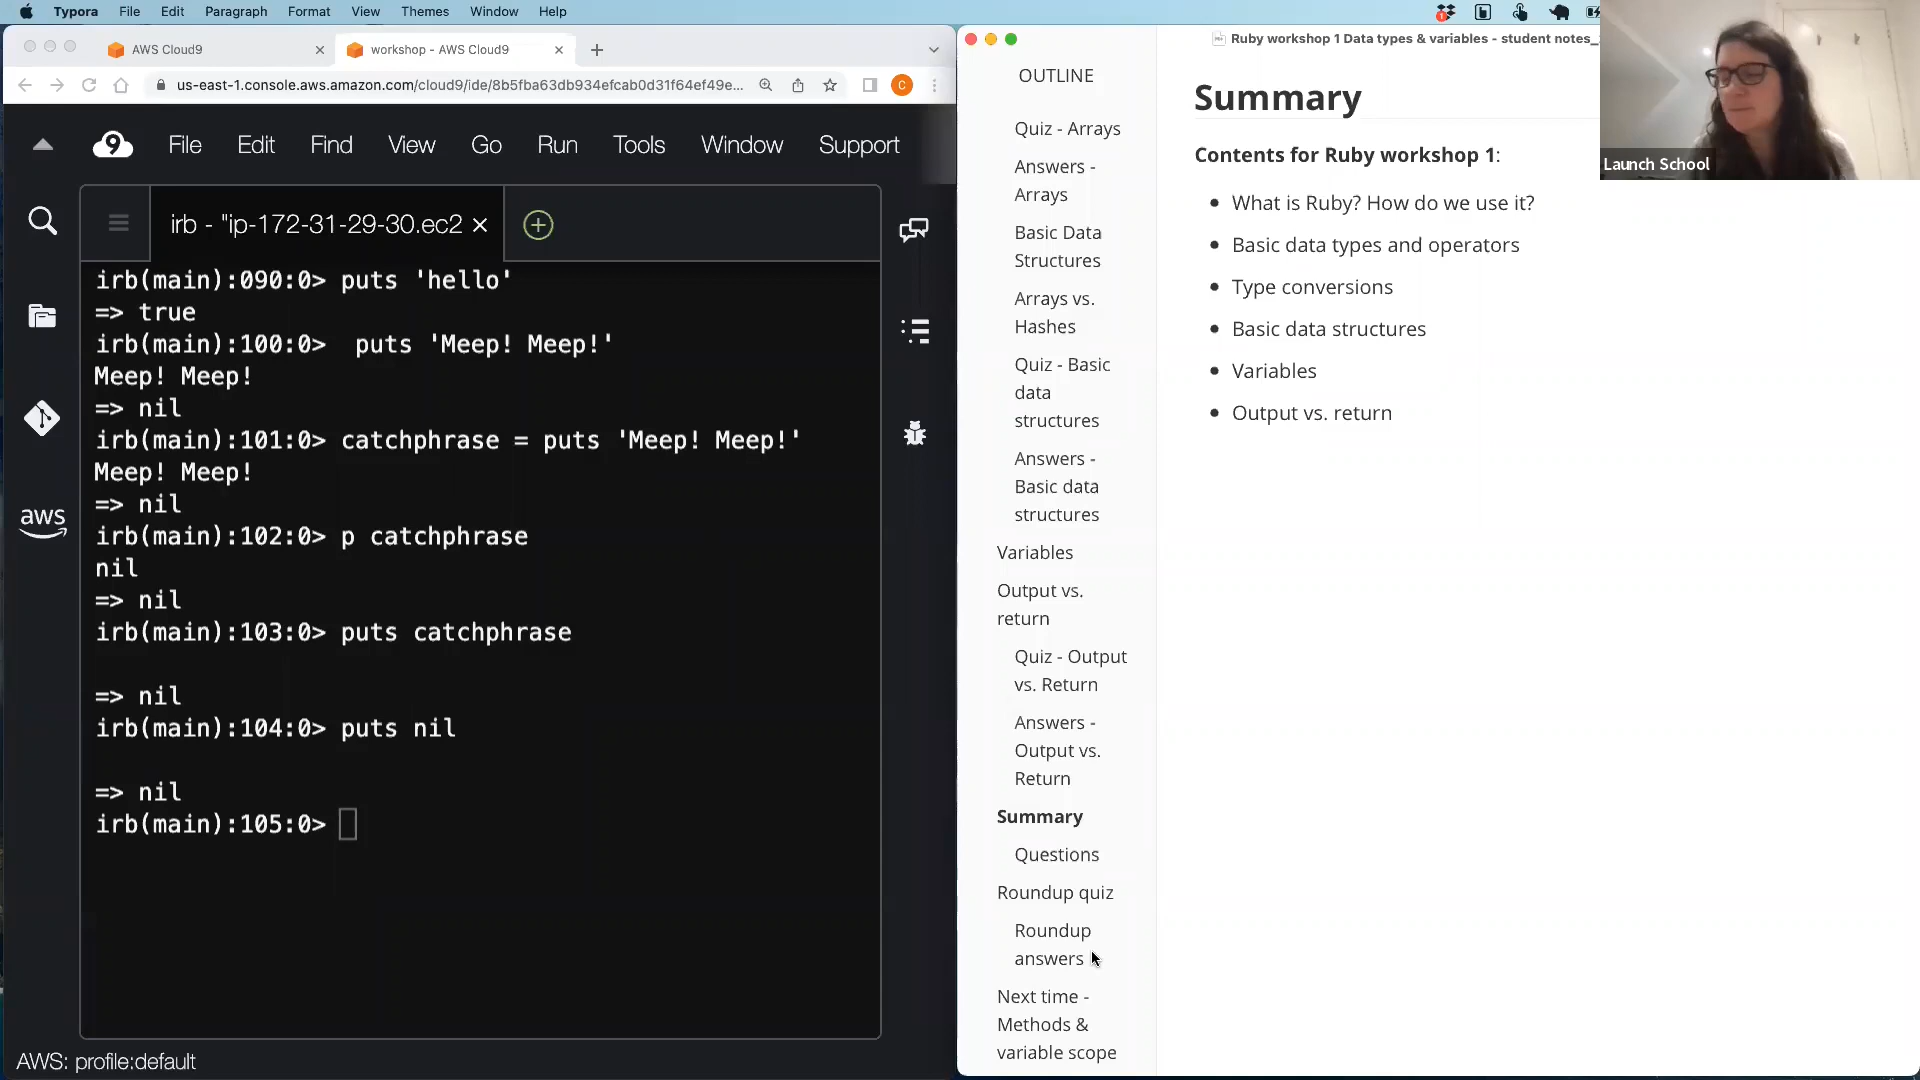 Typora File Edit Paragraph Format View Themes Window Help
AWS Cloud9
workshop - AWS Cloud9
us-east-1.console.aws.amazon.com/cloud9/ide/8b5fba63db934efcab0d31f64ef49e...
C
9 File Edit Find View Go Run Tools Window Support
irb - "ip-172-31-29-30.ec2
irb(main):090:0> puts 'hello'
=> true
irb(main):100:0>  puts 'Meep! Meep!'
Meep! Meep!
=> nil
irb(main):101:0> catchphrase = puts 'Meep! Meep!'
Meep! Meep!
=> nil
irb(main):102:0> p catchphrase
nil
=> nil
irb(main):103:0> puts catchphrase
=> nil
irb(main):104:0> puts nil
=> nil
irb(main):105:0>
aws
AWS: profile:default
Ruby workshop 1 Data types & variables - student notes_
OUTLINE
Quiz - Arrays
Answers -
Arrays
Basic Data
Structures
Arrays vs.
Hashes
Quiz - Basic
data
structures
Answers -
Basic data
structures
Variables
Output vs.
return
Quiz - Output
vs. Return
Answers -
Output vs.
Return
Summary
Questions
Roundup quiz
Roundup
answers
Next time -
Methods &
variable scope
Summary
Contents for Ruby workshop 1:
What is Ruby? How do we use it?
Basic data types and operators
Type conversions
Basic data structures
Variables
Output vs. return
Launch School